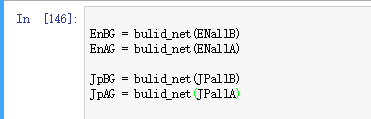 In [146]:
EnBG = bulid_net(ENallB)
EnAG = bulid_net(ENallA)
JpBG = bulid_net(JPallB)
JpAG = bulid_net(JPallA)